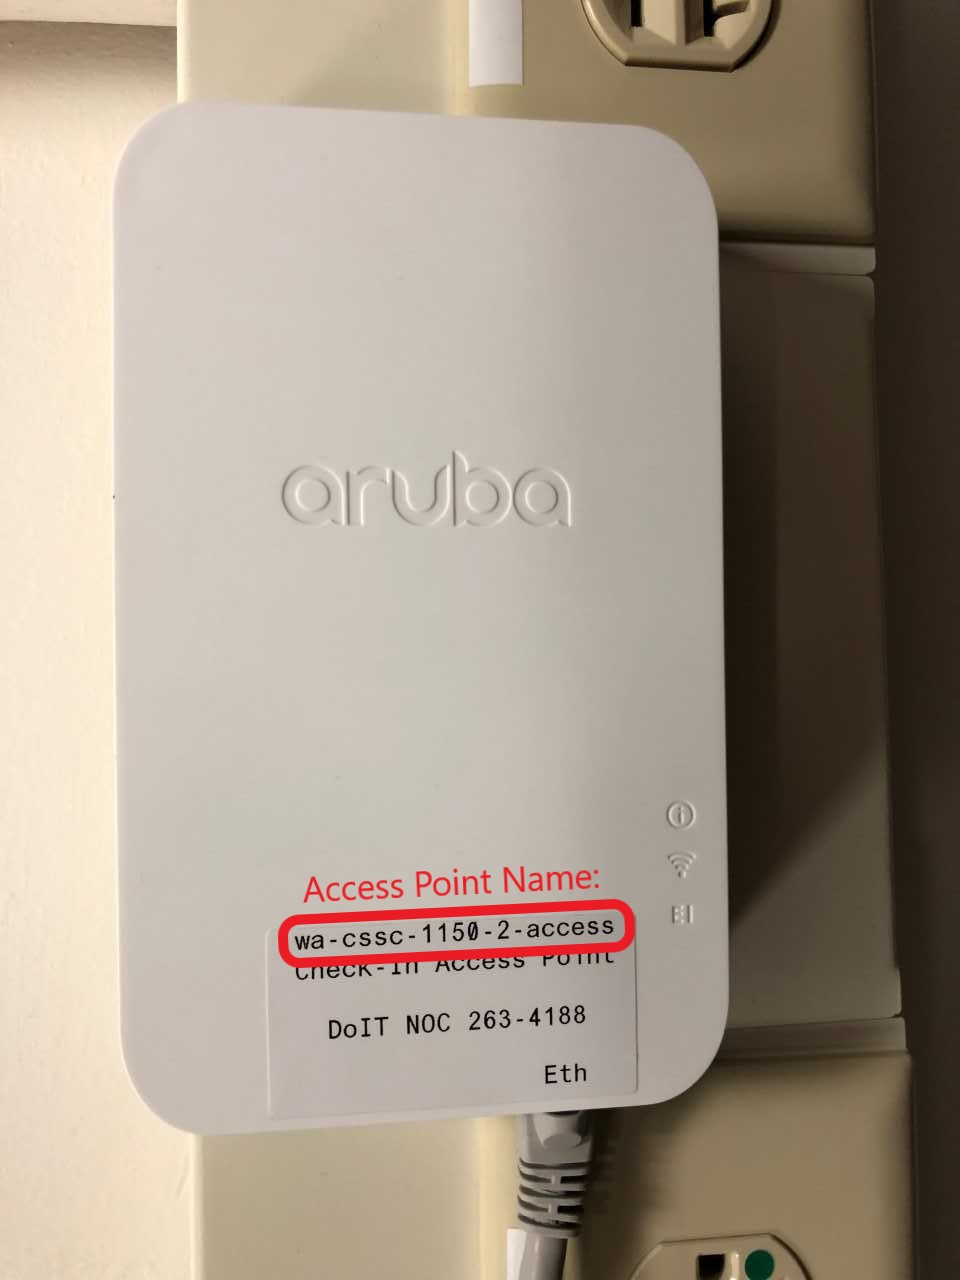 aruba
Access Point Name:
wa-cssc-1150-2-access
Check-In Access Point
DoIT NOC 263-4188
Eth